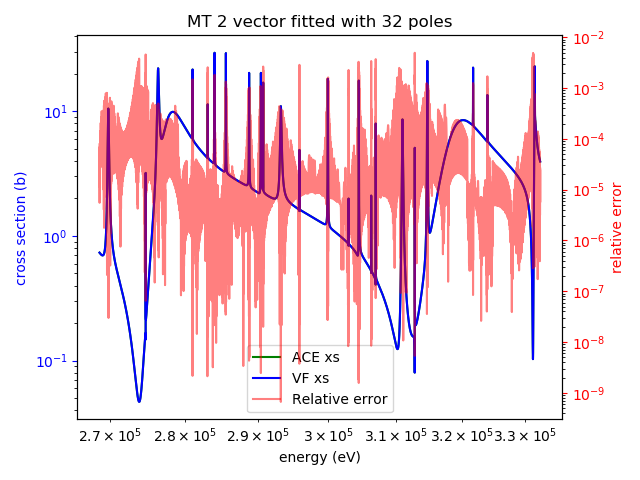 MT 2 vector fitted with 32 poles
cross section (b)
10¹
10⁰
10⁻¹
10⁻²
10⁻³
10⁻⁴
10⁻⁵
10⁻⁶
10⁻⁷
10⁻⁸
10⁻⁹
relative error
ACE xs
VF xs
Relative error
2.7 × 10⁵ 2.8 × 10⁵ 2.9 × 10⁵ 3 × 10⁵ 3.1 × 10⁵ 3.2 × 10⁵ 3.3 × 10⁵
energy (eV)